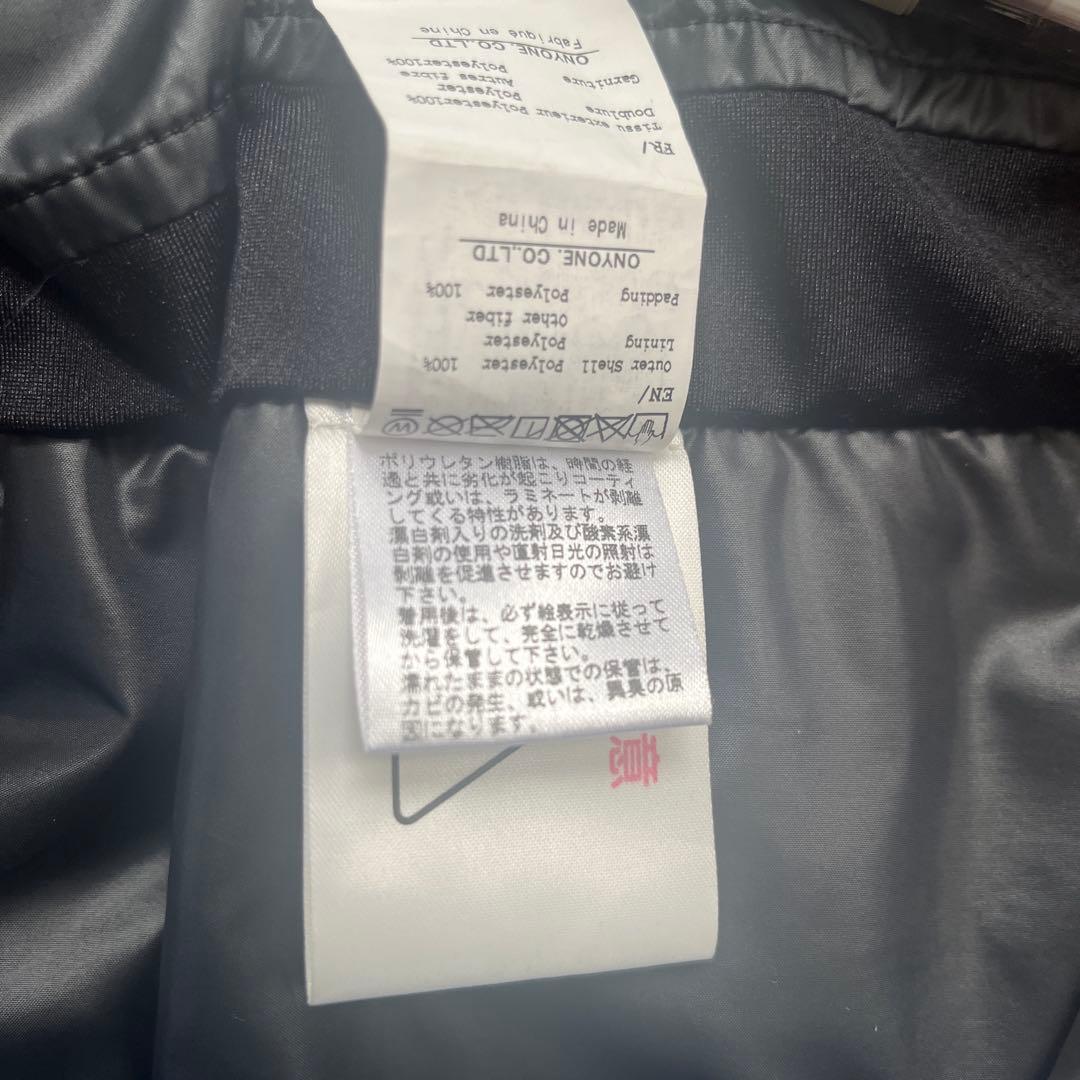 EN/
Outer Shell Polyester 100%
Lining Polyester
Other fiber
Padding Polyester 100%
ONYONE. CO.,LTD
Made in China
FR/
Tissu exterieur Polyester100%
Doublure Polyester
Autres fibre
Garniture Polyester100%
ONYONE. CO.LTD
Fabrique en Chine
ポリウレタン樹脂は、時間の経
過と共に劣化が起こりコーティ
ング或いは、ラミネートが剥離
してくる特性があります。
漂白剤入りの洗剤及び酸素系漂
白剤の使用や直射日光の照射は
剥離を促進させますのでお避け
下さい。
着用後は、必ず絵表示に従って
洗濯をして、完全に乾燥させて
から保管して下さい。
濡れたままの状態での保管は、
カビの発生、或いは、異臭の原
因になります。
意